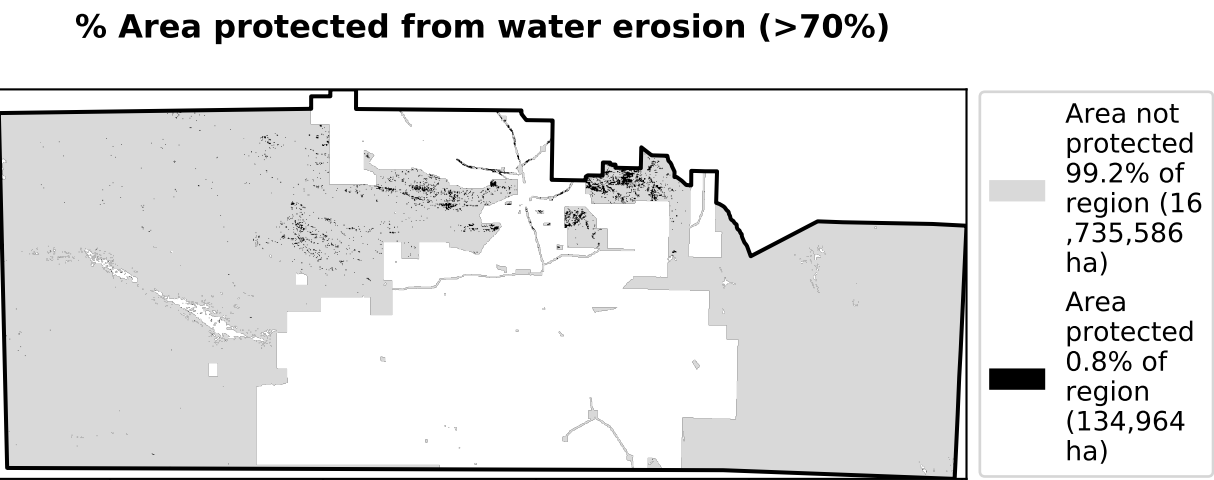 % Area protected from water erosion (>70%)
Area not
protected
99.2% of
region (16
,735,586
ha)
Area
protected
0.8% of
region
(134,964
ha)